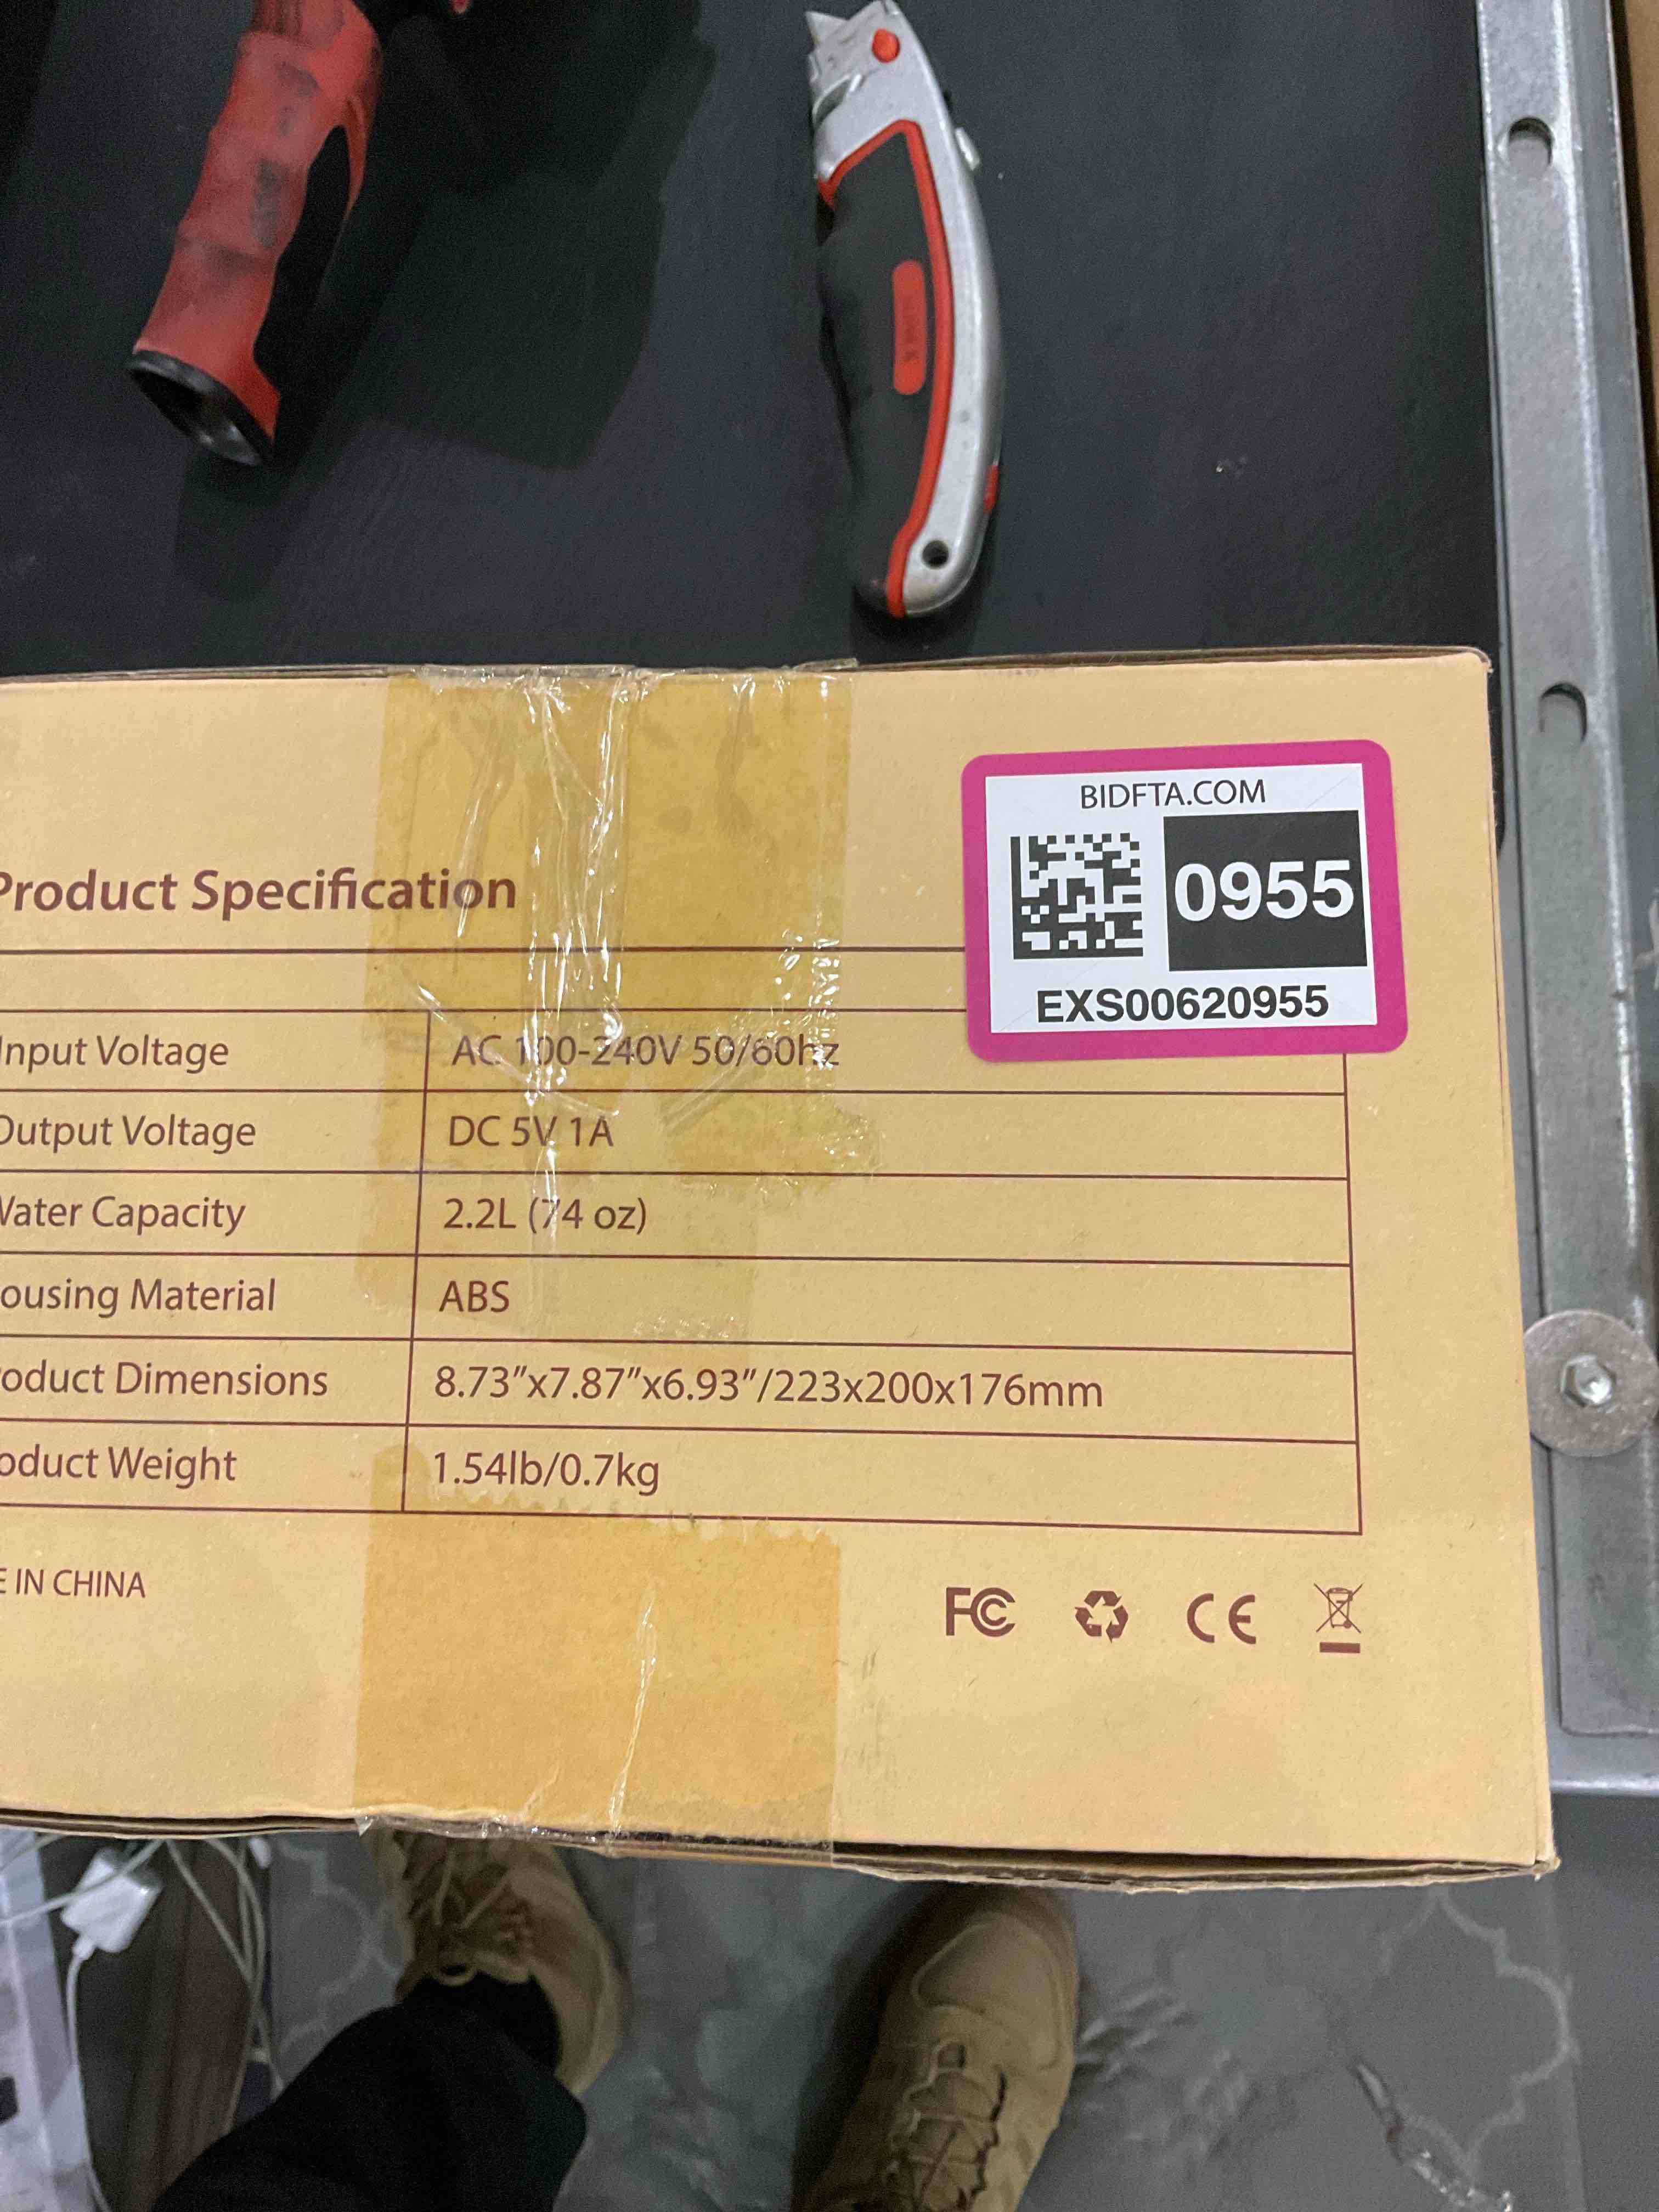 BIDFTA.COM
0955
EXS00620955
Product Specification
Input Voltage AC 100-240V 50/60hz
Output Voltage DC 5V 1A
Water Capacity 2.2L (74 oz)
ousing Material ABS
oduct Dimensions 8.73"x7.87"x6.93"/223x200x176mm
oduct Weight 1.54lb/0.7kg
E IN CHINA
FC CE